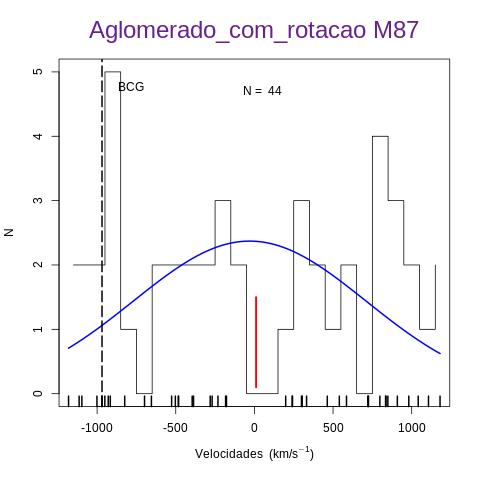 Aglomerado_com_rotacao M87
BCG
N = 44
5
4
3
2
1
0
N
-1000 -500 0 500 1000
Velocidades (km/s⁻¹)